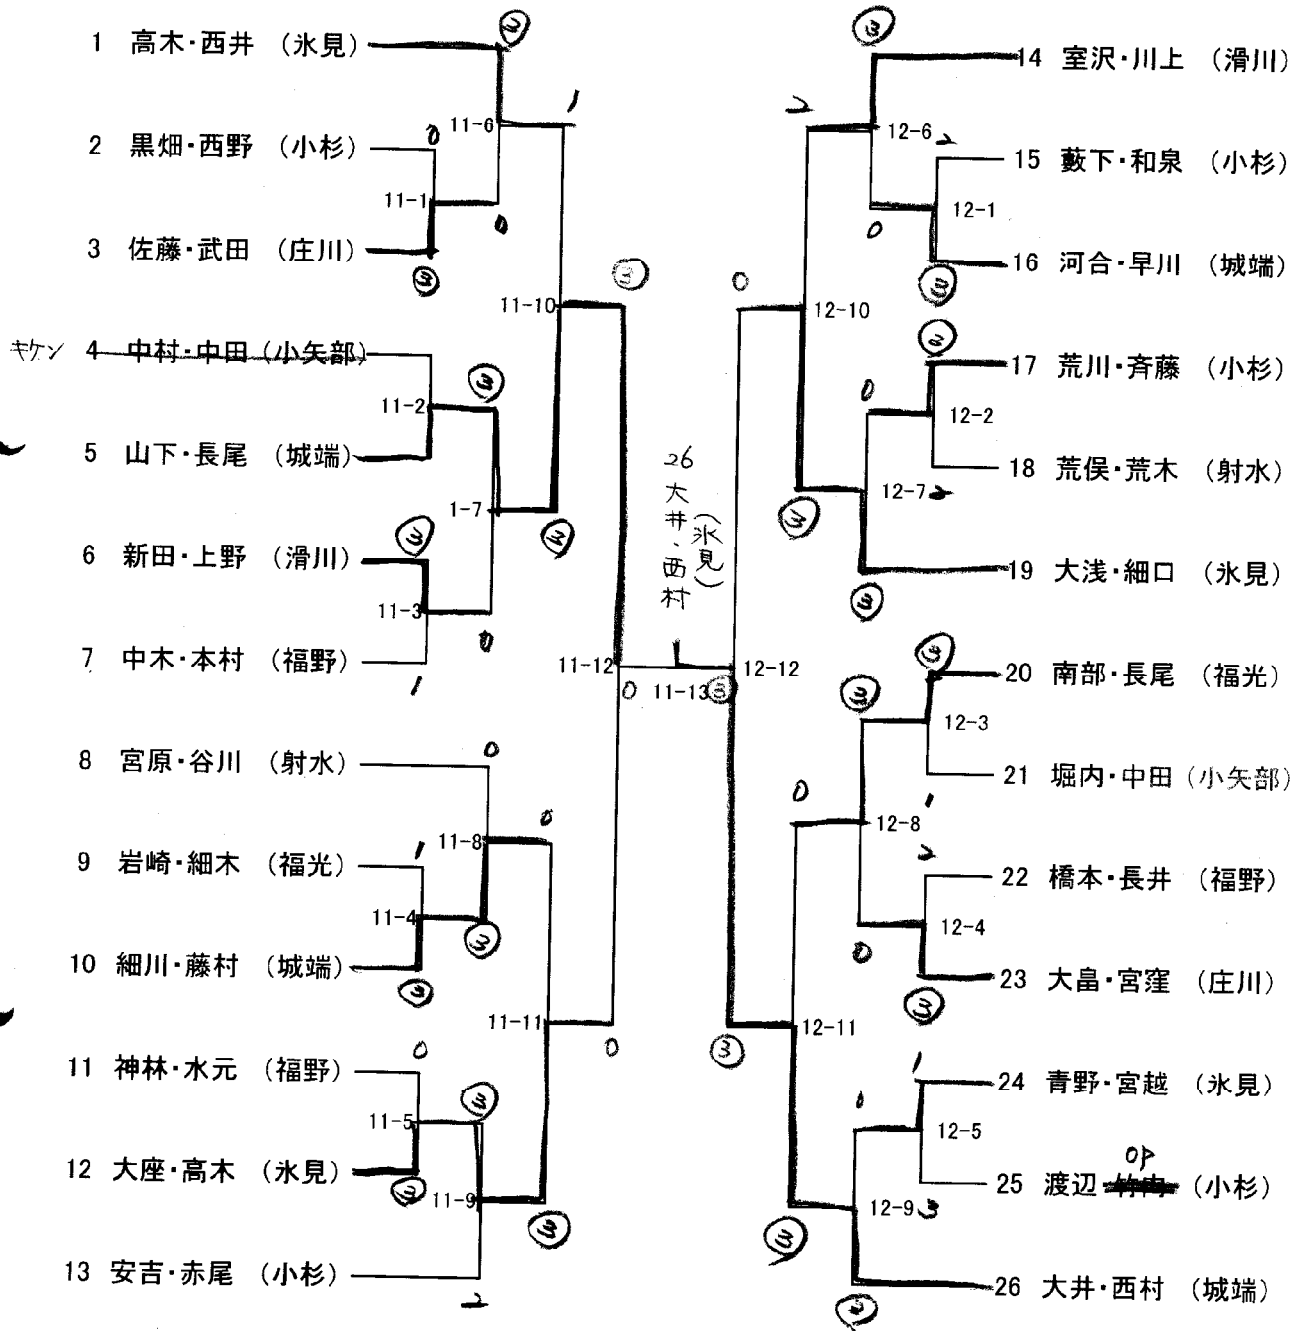 1 高木・西井 (氷見)
2 黒畑・西野 (小杉)
3 佐藤・武田 (庄川)
キケン 4 中村・中田 (小矢部)
5 山下・長尾 (城端)
6 新田・上野 (滑川)
7 中木・本村 (福野)
8 宮原・谷川 (射水)
9 岩崎・細木 (福光)
10 細川・藤村 (城端)
11 神林・水元 (福野)
12 大座・高木 (氷見)
13 安吉・赤尾 (小杉)
11-6
11-1
11-10
11-2
1-7
11-3
11-12
11-8
11-4
11-11
11-5
11-9
26 大井・西村 (氷見)
11-13
14 室沢・川上 (滑川)
15 藪下・和泉 (小杉)
16 河合・早川 (城端)
17 荒川・斉藤 (小杉)
18 荒俣・荒木 (射水)
19 大浅・細口 (氷見)
20 南部・長尾 (福光)
21 堀内・中田 (小矢部)
22 橋本・長井 (福野)
23 大畠・宮窪 (庄川)
24 青野・宮越 (氷見)
OP
25 渡辺 竹内 (小杉)
26 大井・西村 (城端)
12-6
12-1
12-10
12-2
12-7
12-12
12-3
12-8
12-4
12-11
12-5
12-9